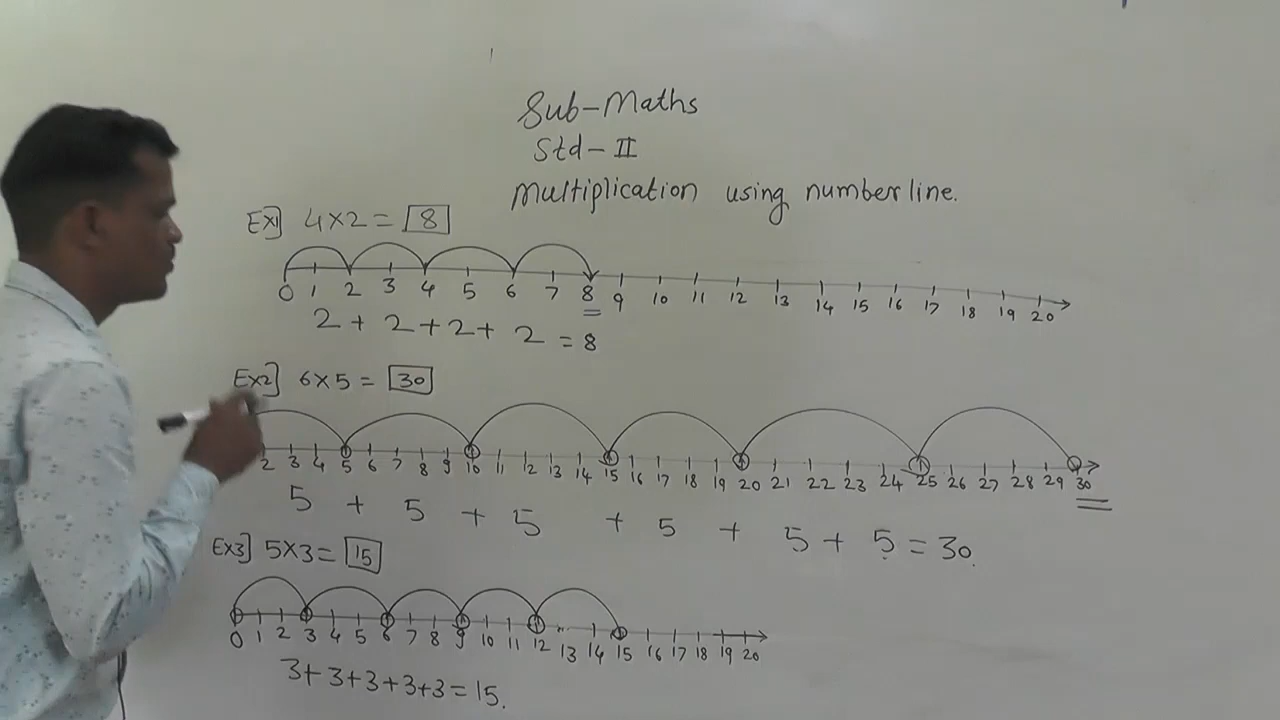 Sub-Maths
Std-II
Multiplication using number line.
Ex1] 4×2 = 8
0 1 2 3 4 5 6 7 8 9 10 11 12 13 14 15 16 17 18 19 20
2 + 2 + 2 + 2 = 8
Ex2] 6×5 = 30
2 3 4 5 6 7 8 9 10 11 12 13 14 15 16 17 18 19 20 21 22 23 24 25 26 27 28 29 30
5 + 5 + 5 + 5 + 5 + 5 = 30.
Ex3] 5×3 = 15
0 1 2 3 4 5 6 7 8 9 10 11 12 13 14 15 16 17 18 19 20
3+3+3+3+3=15.